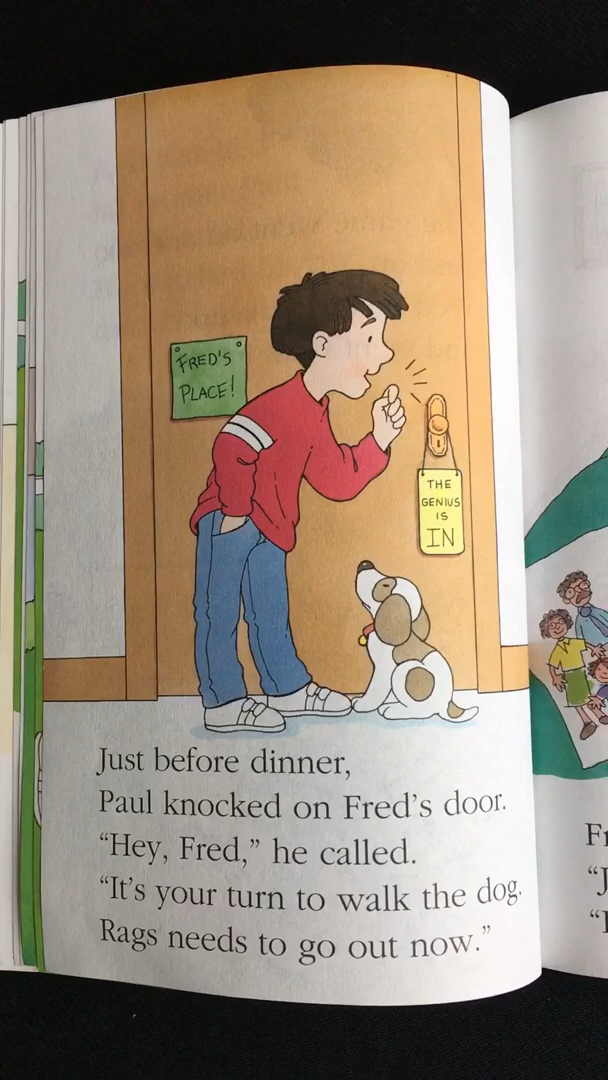 FRED'S
PLACE!
THE
GENIUS
IS
IN
Just before dinner,
Paul knocked on Fred's door.
“Hey, Fred,” he called.
“It's your turn to walk the dog.
Rags needs to go out now.”